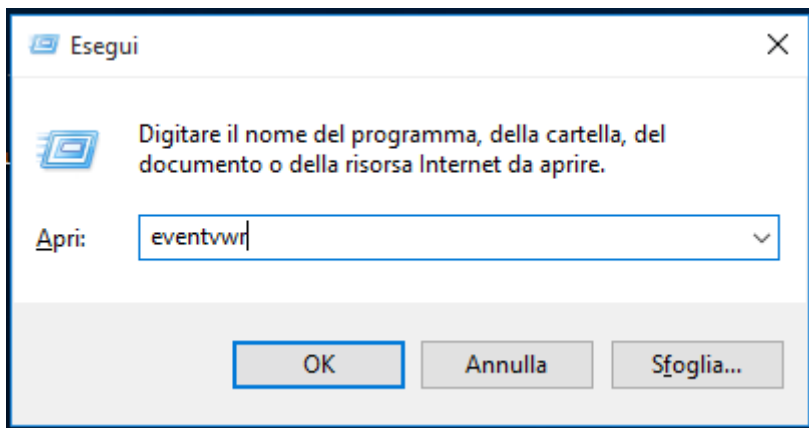 Esegui
Digitare il nome del programma, della cartella, del
documento o della risorsa Internet da aprire.
Apri: eventvwr
OK Annulla Sfoglia...